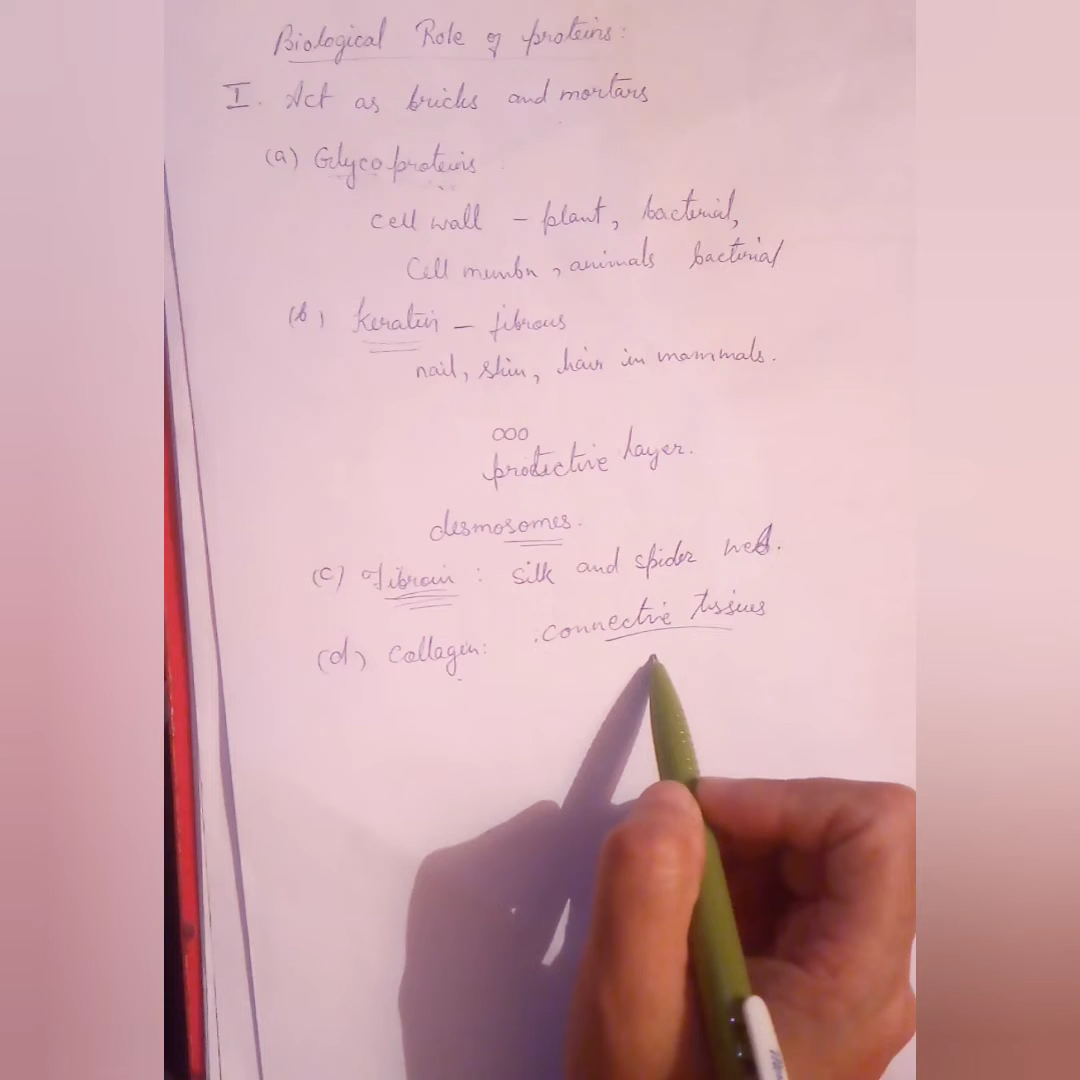 Biological Role of proteins:
I. Act as bricks and mortars
(a) Glycoproteins
cell wall - plant, bacterial,
Cell membn, animals bacterial
(b) Keratin - fibrous
nail, skin, hair in mammals.
000
protective layer.
desmosomes.
(c) Fibroin : silk and spider web.
(d) Collagen: connective tissues